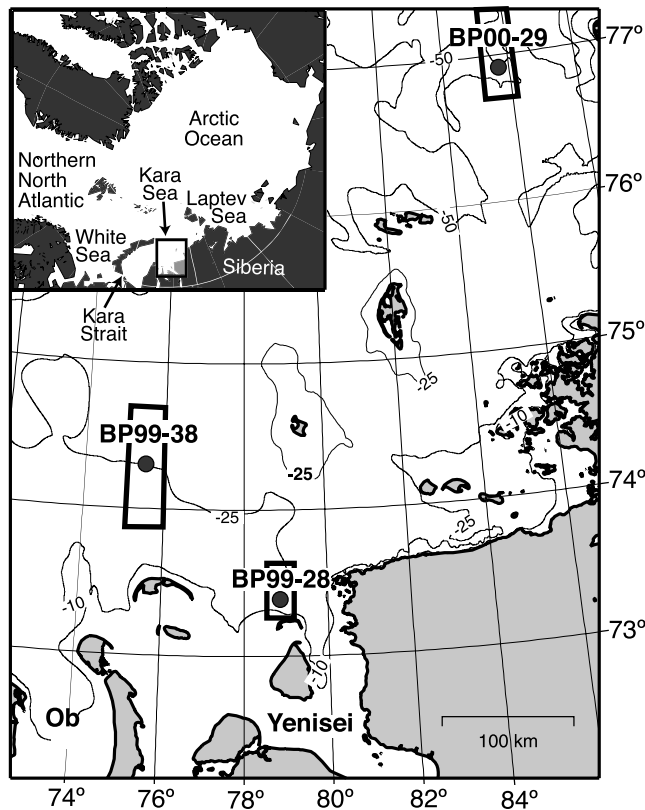 BP00-29
77°
-50
Arctic
Ocean
Northern
North
Atlantic
Kara
Sea
Laptev
Sea
White
Sea
Siberia
Kara
Strait
76°
-50
75°
-25
BP99-38
-10
-25
74°
-25
-25
BP99-28
-10
73°
-10
Ob
Yenisei
100 km
74°
76°
78°
80°
82°
84°